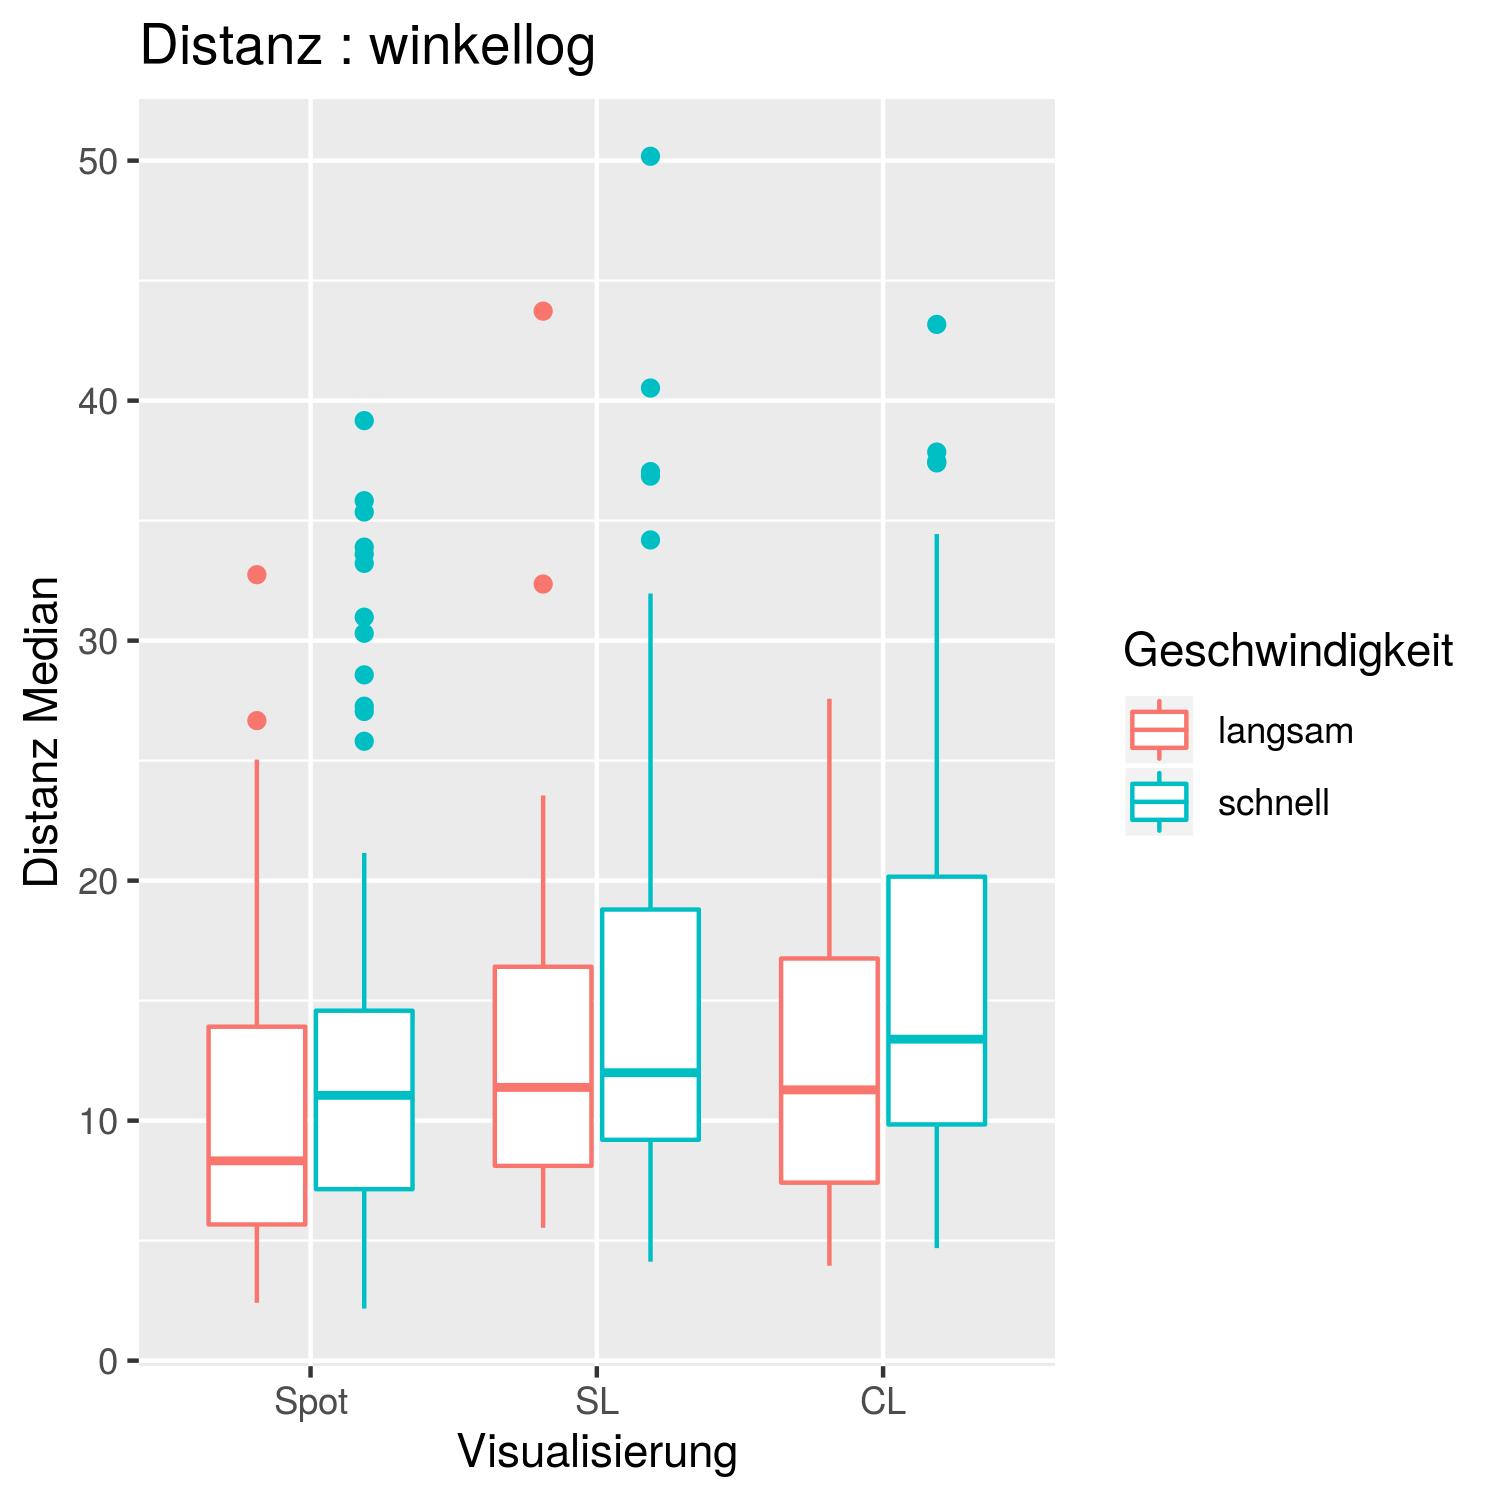 Distanz : winkellog
50
40
30
20
10
0
Distanz Median
Spot SL CL
Visualisierung
Geschwindigkeit
langsam
schnell